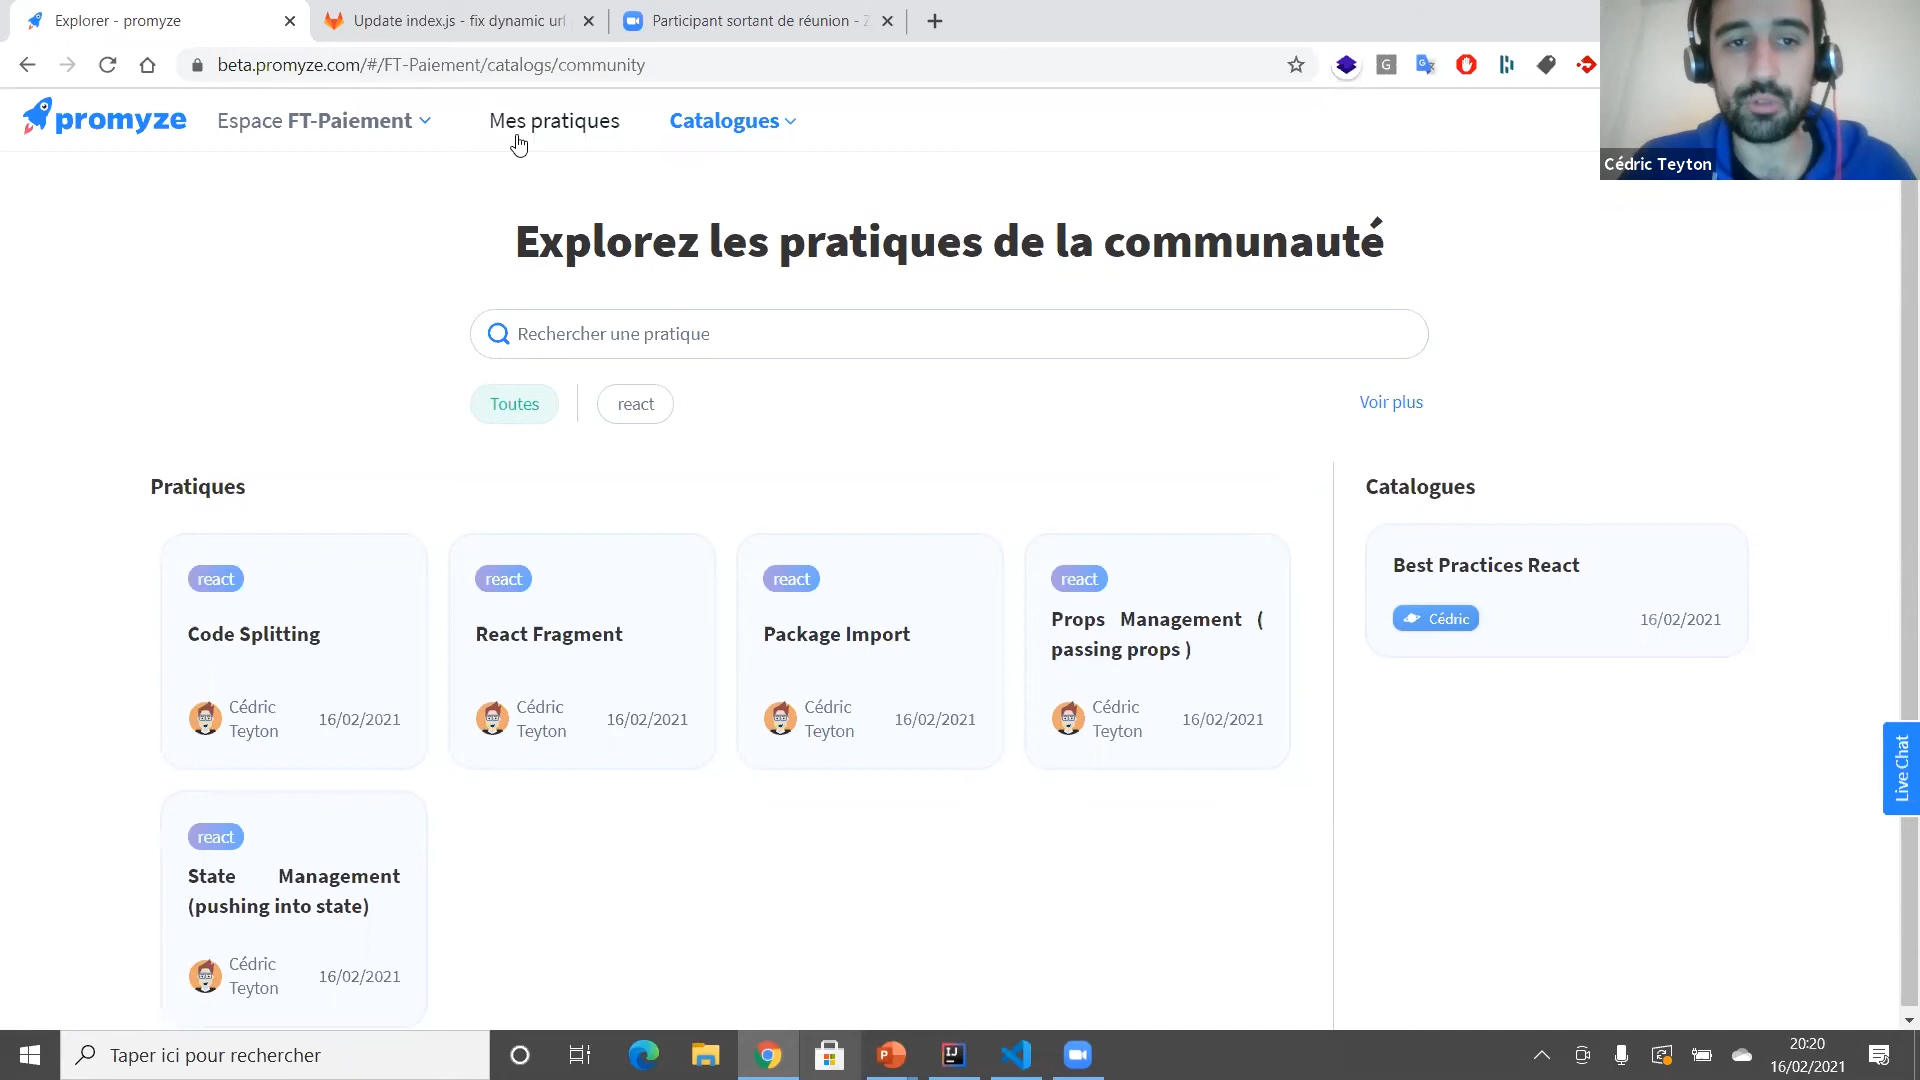 Explorer - promyze
Update index.js - fix dynamic url
Participant sortant de réunion - Z
beta.promyze.com/#/FT-Paiement/catalogs/community
promyze
Espace FT-Paiement
Mes pratiques
Catalogues
Cédric Teyton
Explorez les pratiques de la communauté
Rechercher une pratique
Toutes
react
Voir plus
Pratiques
Catalogues
react
Code Splitting
Cédric
Teyton
16/02/2021
react
React Fragment
Cédric
Teyton
16/02/2021
react
Package Import
Cédric
Teyton
16/02/2021
react
Props Management (
passing props )
Cédric
Teyton
16/02/2021
Best Practices React
Cédric
16/02/2021
react
State Management
(pushing into state)
Cédric
Teyton
16/02/2021
Live Chat
Taper ici pour rechercher
20:20
16/02/2021